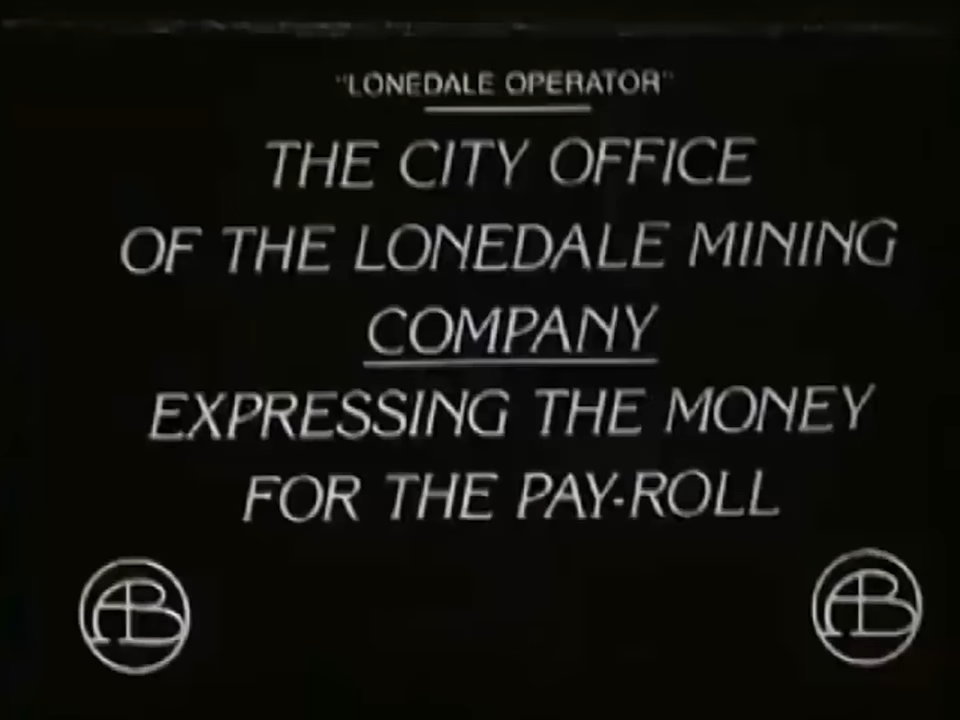 "LONEDALE OPERATOR"
THE CITY OFFICE
OF THE LONEDALE MINING
COMPANY
EXPRESSING THE MONEY
FOR THE PAY-ROLL
AB
AB